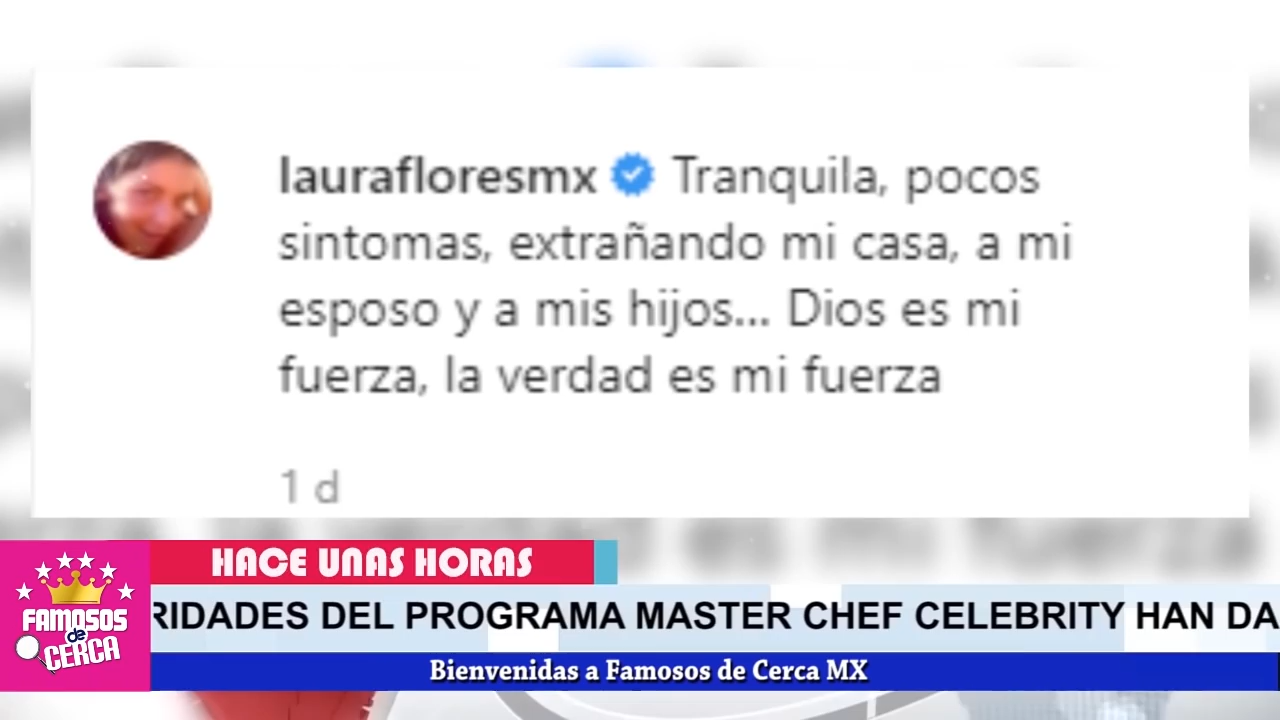 laurafloresmx Tranquila, pocos
sintomas, extrañando mi casa, a mi
esposo y a mis hijos... Dios es mi
fuerza, la verdad es mi fuerza
1 d
HACE UNAS HORAS
RIDADES DEL PROGRAMA MASTER CHEF CELEBRITY HAN DA
FAMOSOS
de
CERCA
Bienvenidas a Famosos de Cerca MX